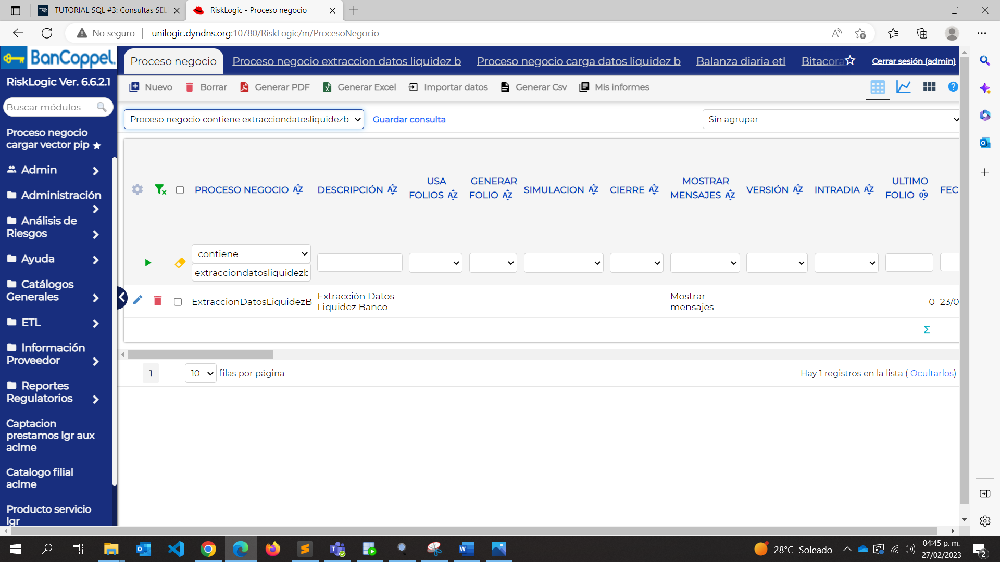 TUTORIAL SQL #3: Consultas SEL
RiskLogic - Proceso negocio
No seguro
unilogic.dyndns.org:10780/RiskLogic/m/ProcesoNegocio
BanCoppel.
RiskLogic Ver. 6.6.2.1
Buscar módulos
Proceso negocio
cargar vector pip
Admin
Administración
Análisis de
Riesgos
Ayuda
Catálogos
Generales
ETL
Información
Proveedor
Reportes
Regulatorios
Captacion
prestamos lgr aux
aclme
Catalogo filial
aclme
Producto servicio
lgr
Proceso negocio
Proceso negocio extraccion datos liquidez b
Proceso negocio carga datos liquidez b
Balanza diaria etl
Bitacora
Cerrar sesión (admin)
Nuevo
Borrar
Generar PDF
Generar Excel
Importar datos
Generar Csv
Mis informes
Proceso negocio contiene extracciondatosliquidezb
Guardar consulta
Sin agrupar
PROCESO NEGOCIO
DESCRIPCIÓN
USA
FOLIOS
GENERAR
FOLIO
SIMULACION
CIERRE
MOSTRAR
MENSAJES
VERSIÓN
INTRADIA
ULTIMO
FOLIO
FEC
contiene
extracciondatosliquidezb
ExtraccionDatosLiquidezB
Extracción Datos
Liquidez Banco
Mostrar
mensajes
0
23/0
Σ
1
10
filas por página
Hay 1 registros en la lista ( Ocultarlos)
28°C Soleado
04:45 p. m.
27/02/2023
2